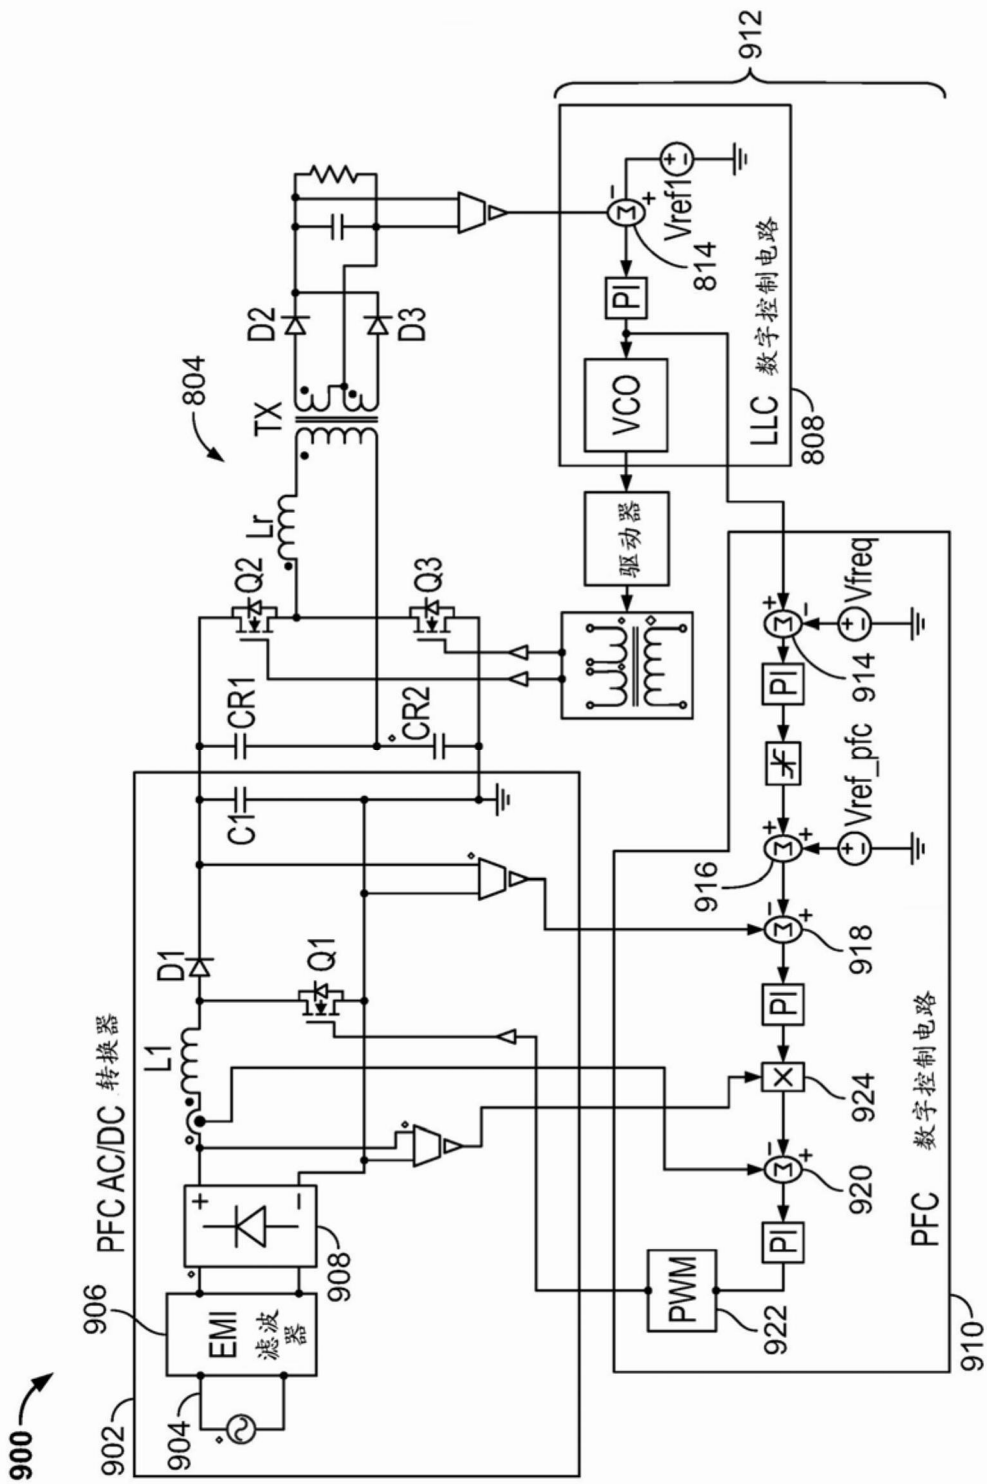 900
902
904
906
EMI
滤波器
908
PFC AC/DC 转换器
L1
D1
Q1
C1
CR1
CR2
Q2
Q3
Lr
804
TX
D2
D3
912
814
Vref1
PI
VCO
LLC 数字控制电路
808
驱动器
Vfreq
914
PI
Vref_pfc
916
918
PI
924
920
PI
PWM
922
PFC 数字控制电路
910